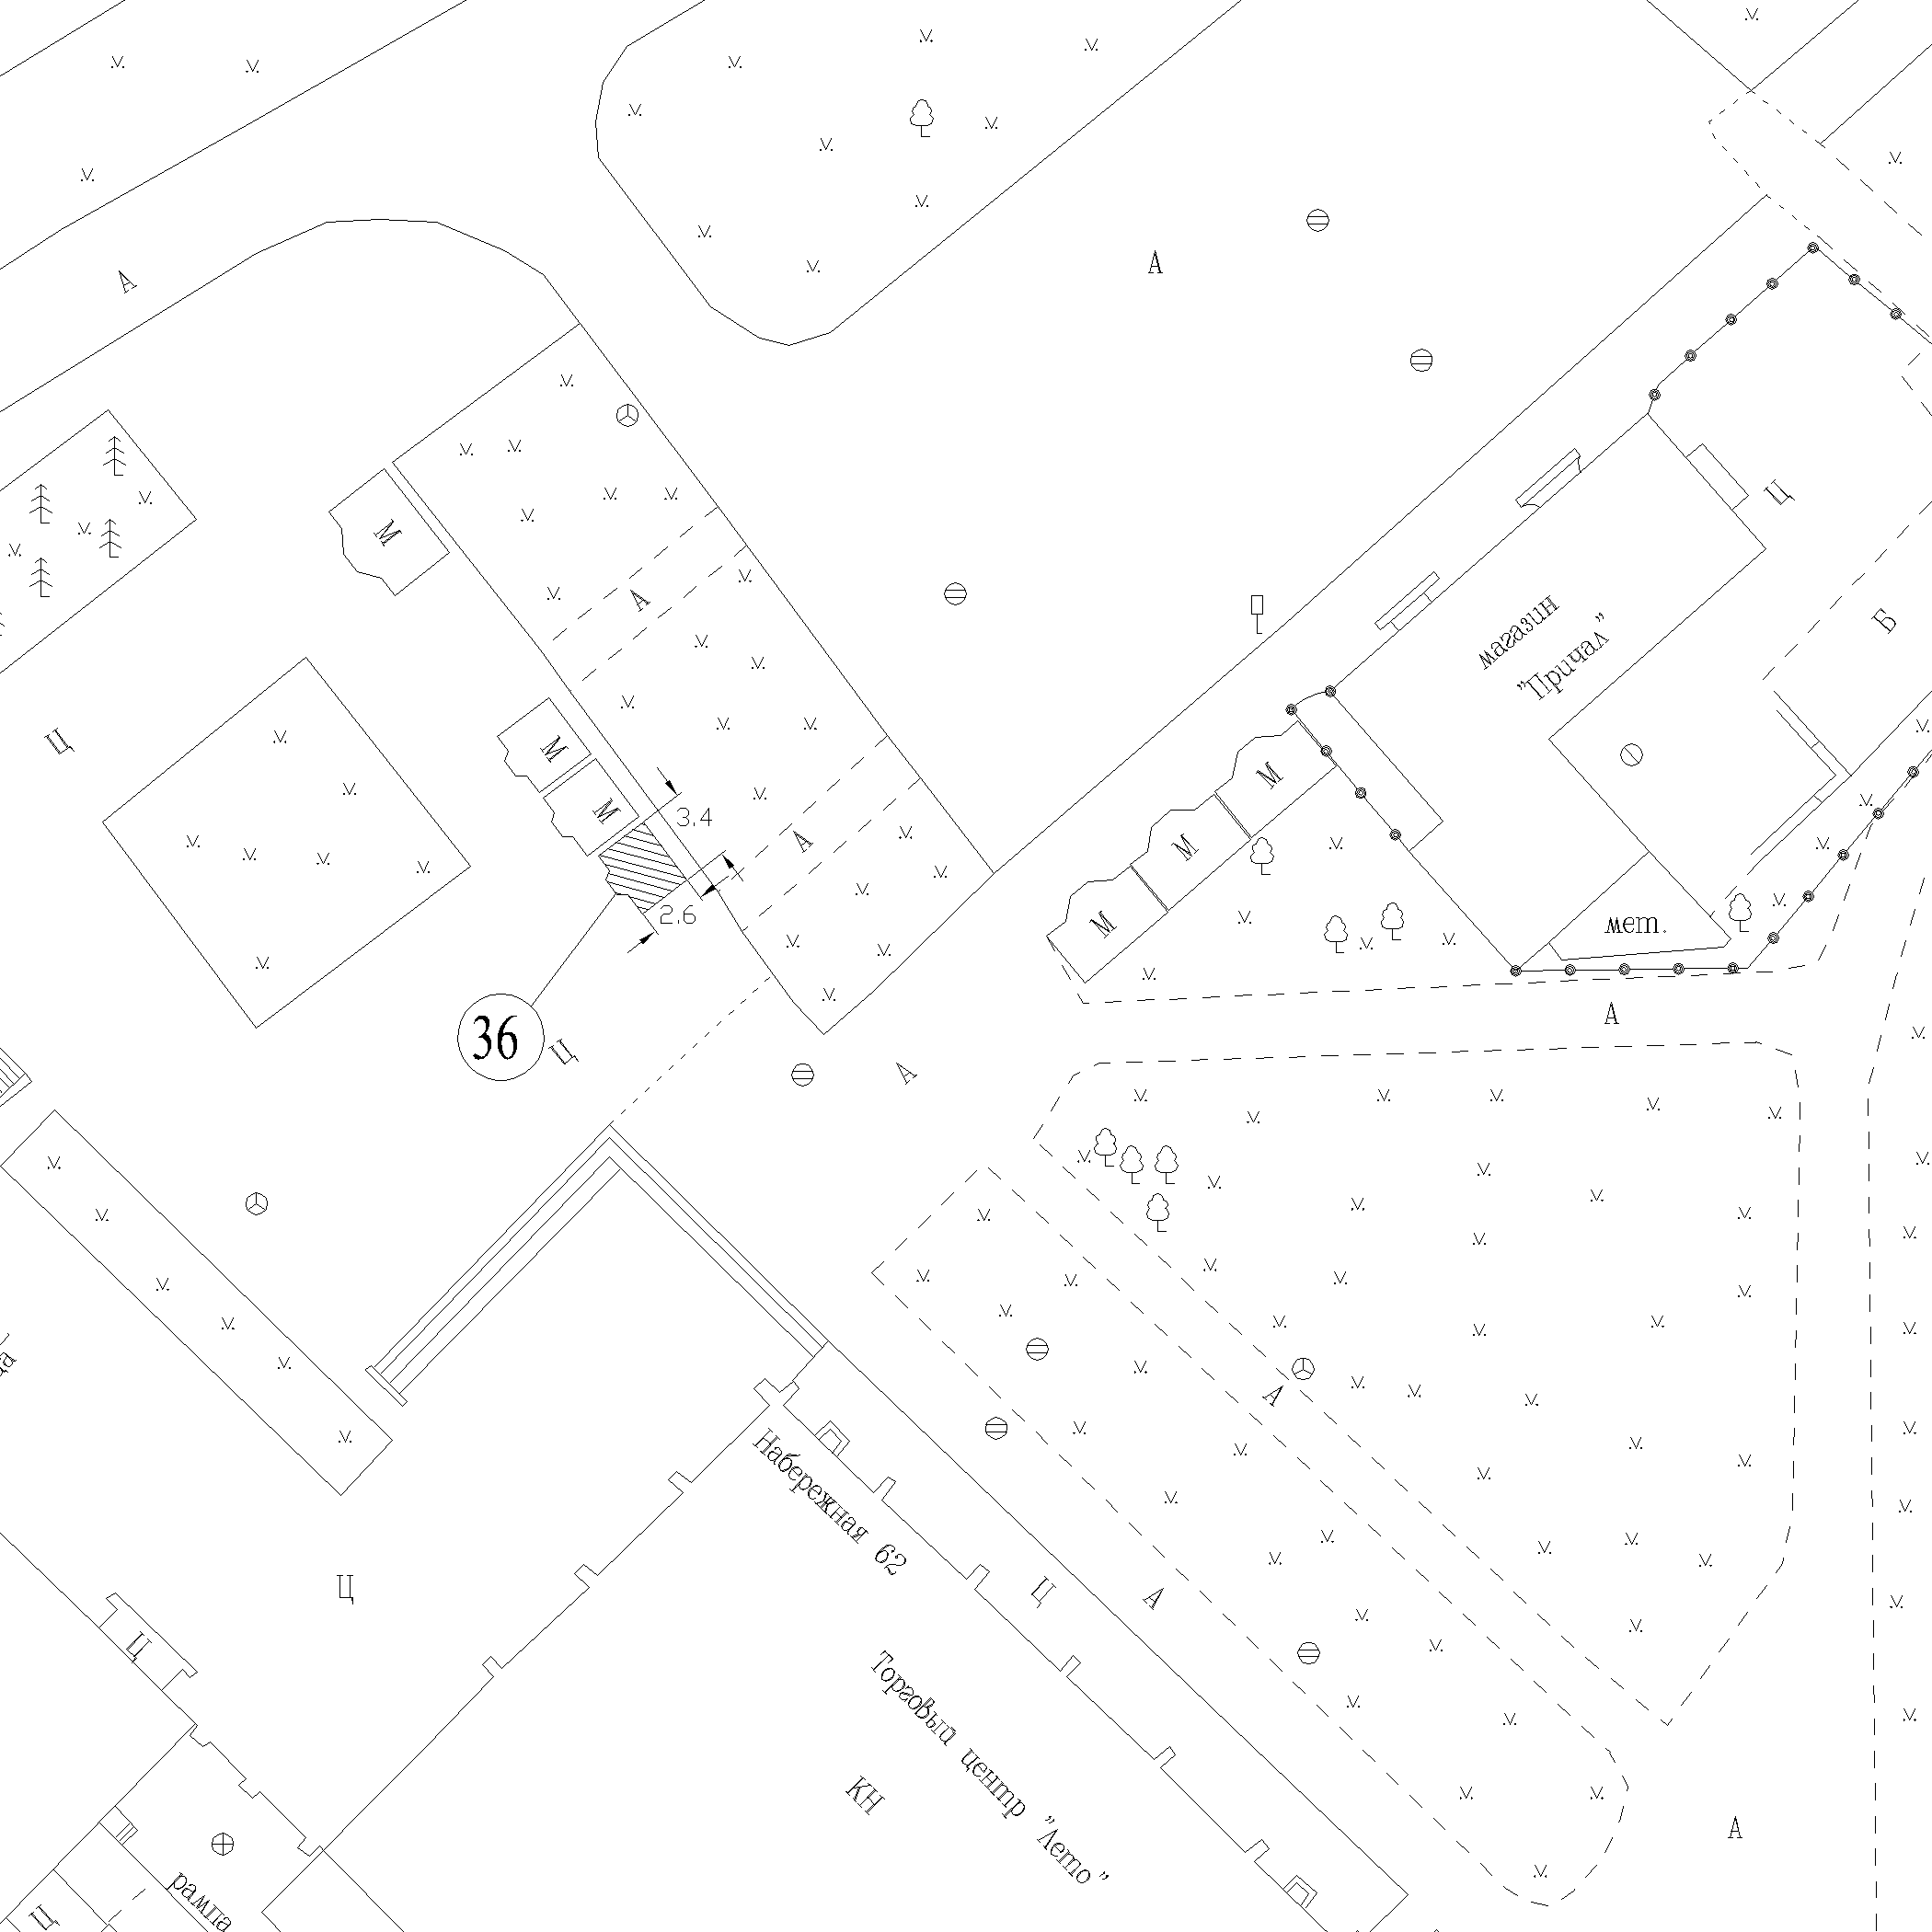 А
А
М
Ц
А
магазин
"Причал"
Б
Ц
М
М
3.4
А
М
М
М
2.6
мет.
36
Ц
А
А
А
Набережная 62
Ц
Ц
А
Ц
Торговый центр "Лето"
КН
А
рампа
Ц